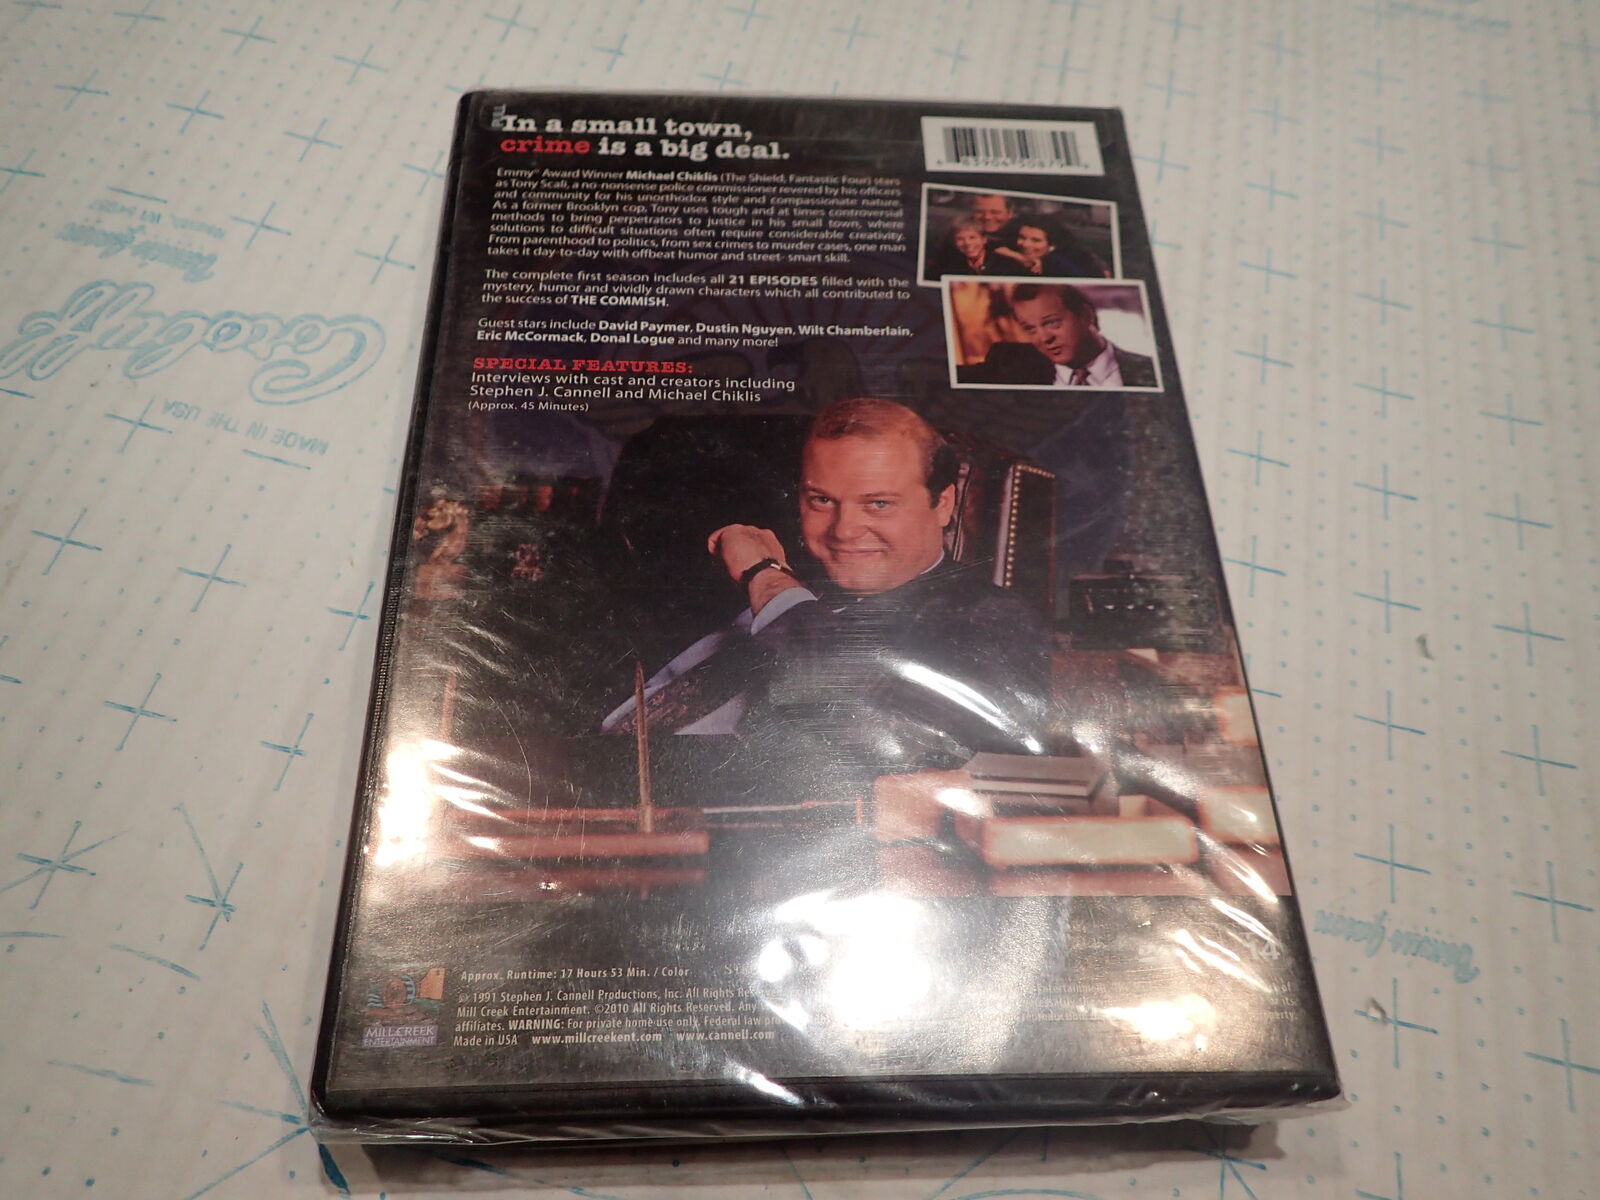 In a small town,
crime is a big deal.
Emmy® Award Winner Michael Chiklis (The Shield, Fantastic Four) stars
as Tony Scali, a no-nonsense police commissioner revered by his officers
and community for his unorthodox style and compassionate nature.
As a former Brooklyn cop, Tony uses tough and at times controversial
methods to bring perpetrators to justice in his small town, where
solutions to difficult situations often require considerable creativity.
From parenthood to politics, from sex crimes to murder cases, one man
takes it day-to-day with offbeat humor and street- smart skill.
The complete first season includes all 21 EPISODES filled with the
mystery, humor and vividly drawn characters which all contributed to
the success of THE COMMISH.
Guest stars include David Paymer, Dustin Nguyen, Wilt Chamberlain,
Eric McCormack, Donal Logue and many more!
SPECIAL FEATURES:
Interviews with cast and creators including
Stephen J. Cannell and Michael Chiklis
(Approx. 45 Minutes)
Approx. Runtime: 17 Hours 53 Min. / Color
14
© 1991 Stephen J. Cannell Productions, Inc. All Rights
Mill Creek Entertainment. ©2010 All Rights Reserved. Any
affiliates. WARNING: For private home use only. Federal law
Made in USA www.millcreekent.com www.cannell.com
MILL CREEK
ENTERTAINMENT
Corobuff
MADE IN THE USA